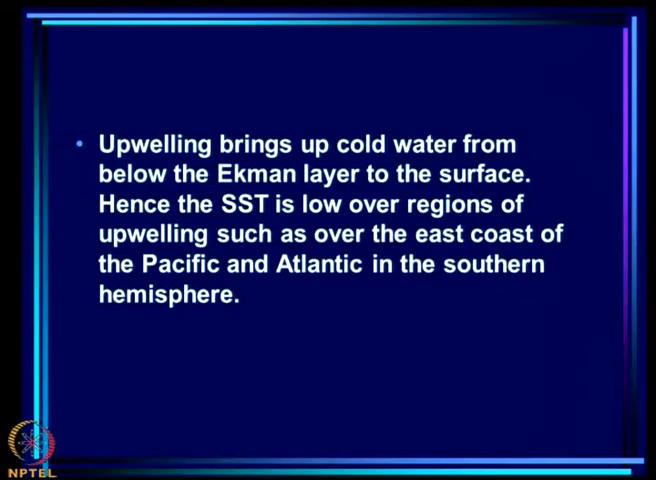 • Upwelling brings up cold water from
below the Ekman layer to the surface.
Hence the SST is low over regions of
upwelling such as over the east coast of
the Pacific and Atlantic in the southern
hemisphere.
NPTEL